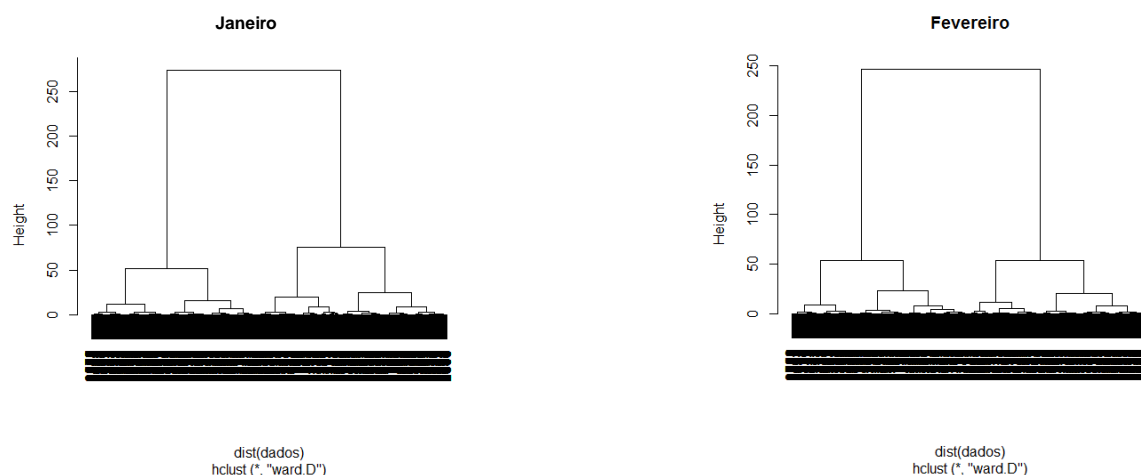 Janeiro
Height
0
50
100
150
200
250
dist(dados)
hclust (*, "ward.D")
Fevereiro
Height
0
50
100
150
200
250
dist(dados)
hclust (*, "ward.D")